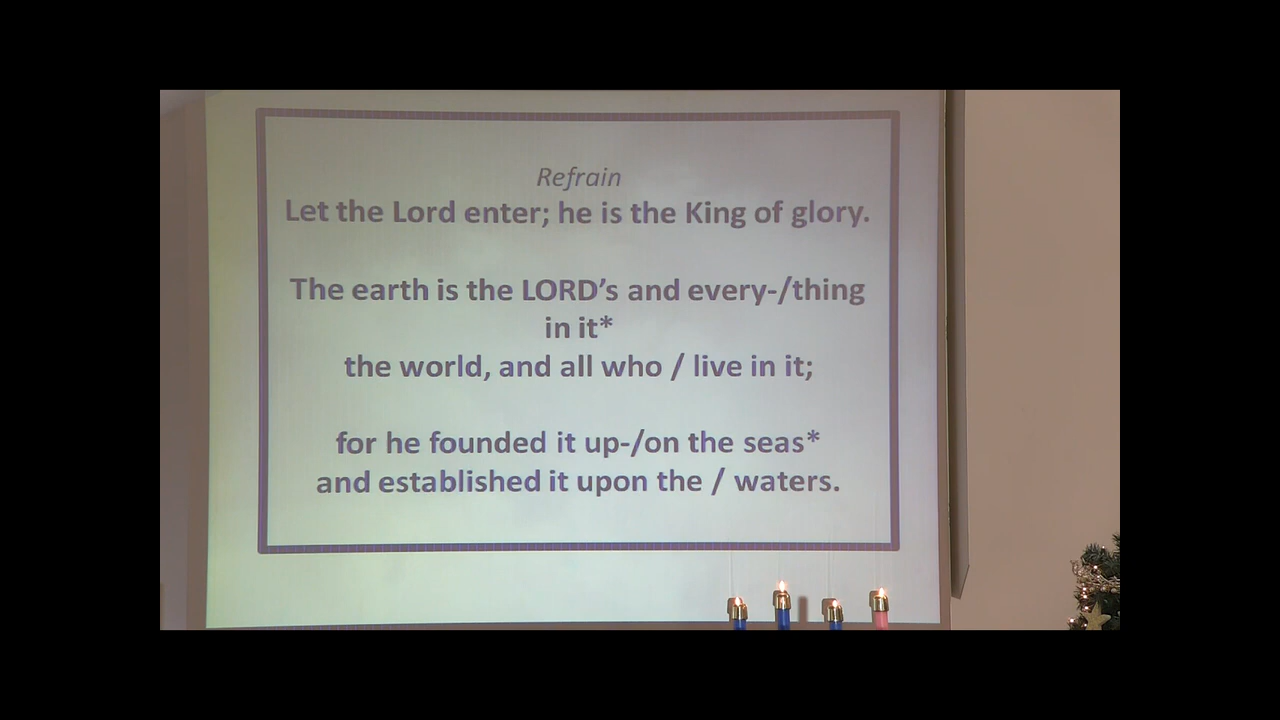 Refrain
Let the Lord enter; he is the King of glory.
The earth is the LORD’s and every-/thing
in it*
the world, and all who / live in it;
for he founded it up-/on the seas*
and established it upon the / waters.